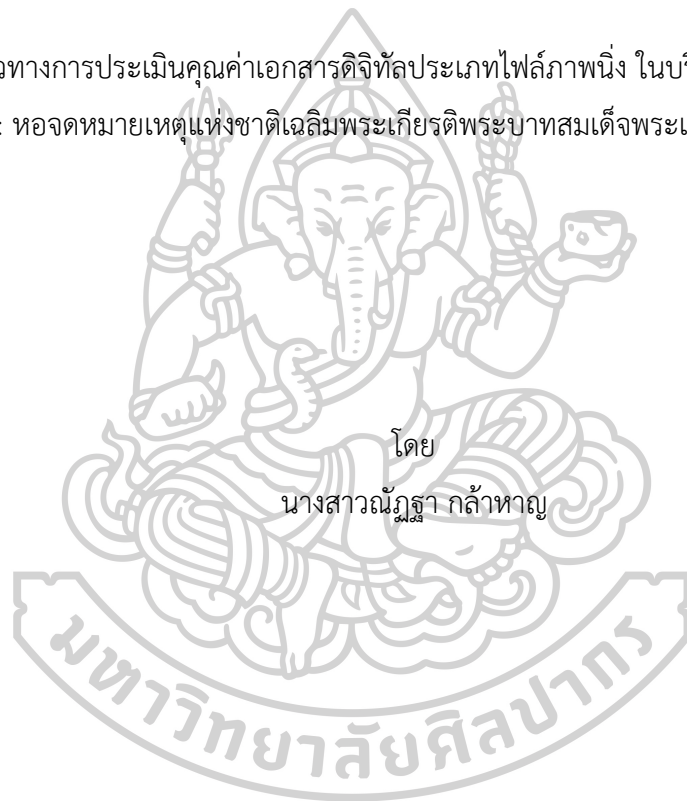 วทางการประเมินคุณค่าเอกสารดิจิทัลประเภทไฟล์ภาพนิ่ง ในบริ
: หอจดหมายเหตุแห่งชาติเฉลิมพระเกียรติพระบาทสมเด็จพระเ
โดย
นางสาวณัฏฐา กล้าหาญ
มหาวิทยาลัยศิลปากร